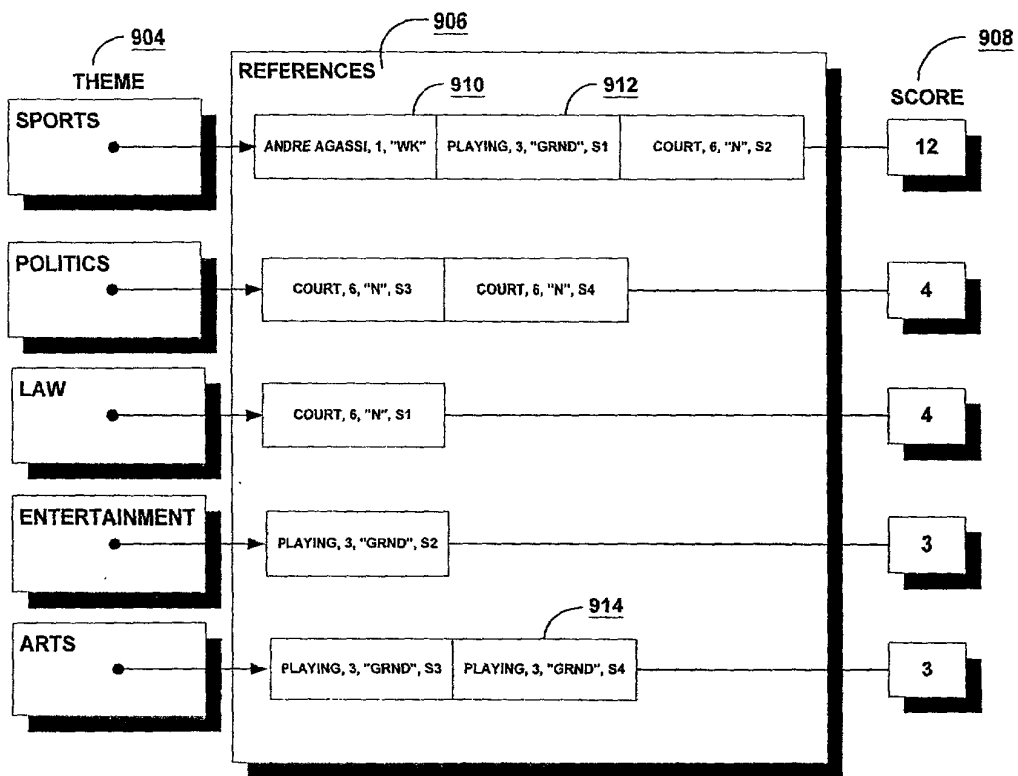 906
904
908
THEME
REFERENCES
910
912
SCORE
SPORTS
ANDRE AGASSI, 1, "WK"
PLAYING, 3, "GRND", S1
COURT, 6, "N", S2
12
POLITICS
COURT, 6, "N", S3
COURT, 6, "N", S4
4
LAW
COURT, 6, "N", S1
4
ENTERTAINMENT
PLAYING, 3, "GRND", S2
3
914
ARTS
PLAYING, 3, "GRND", S3
PLAYING, 3, "GRND", S4
3